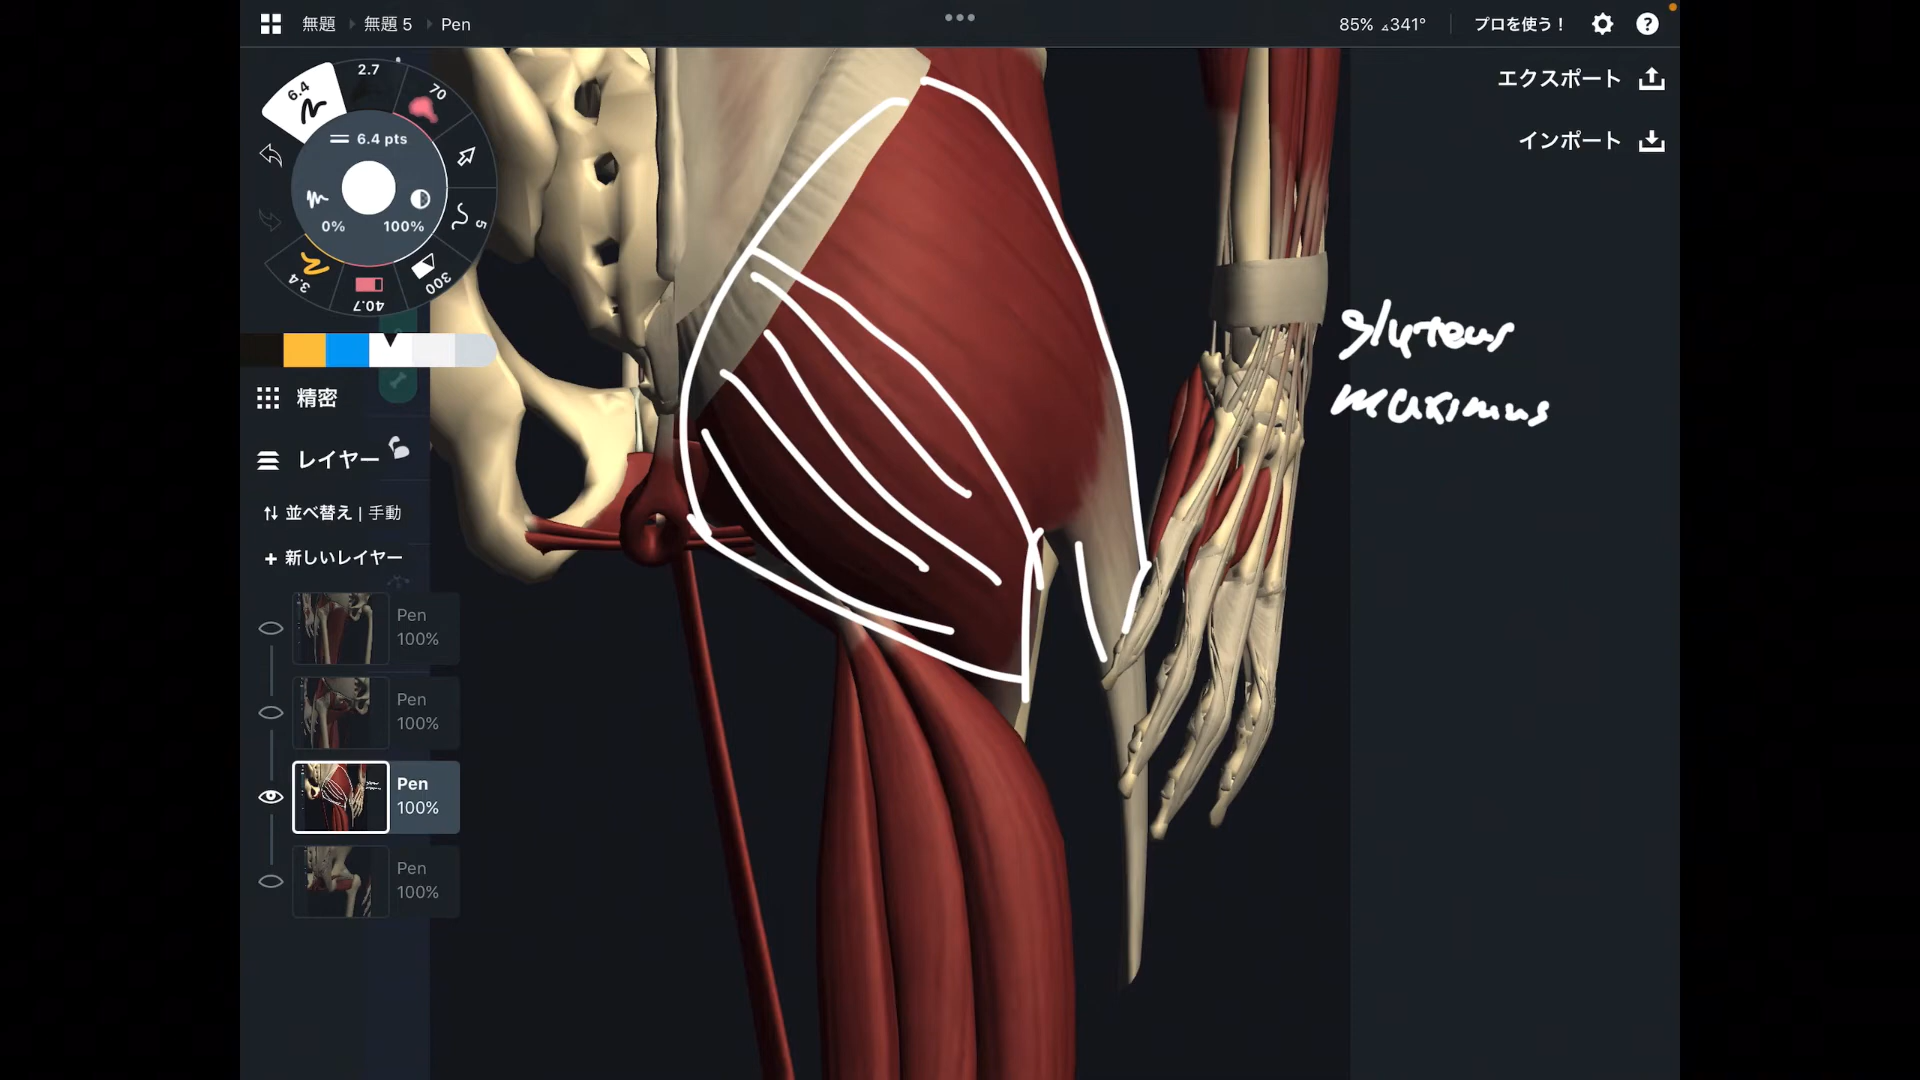 無題 無題 5 Pen
85% ⊿341°
プロを使う！
エクスポート
インポート
6.4
2.7
70
6.4 pts
5
0%
100%
3.4
40.7
300
精密
レイヤー
並べ替え | 手動
+ 新しいレイヤー
Pen
100%
Pen
100%
Pen
100%
Pen
100%
gluteus
maximus